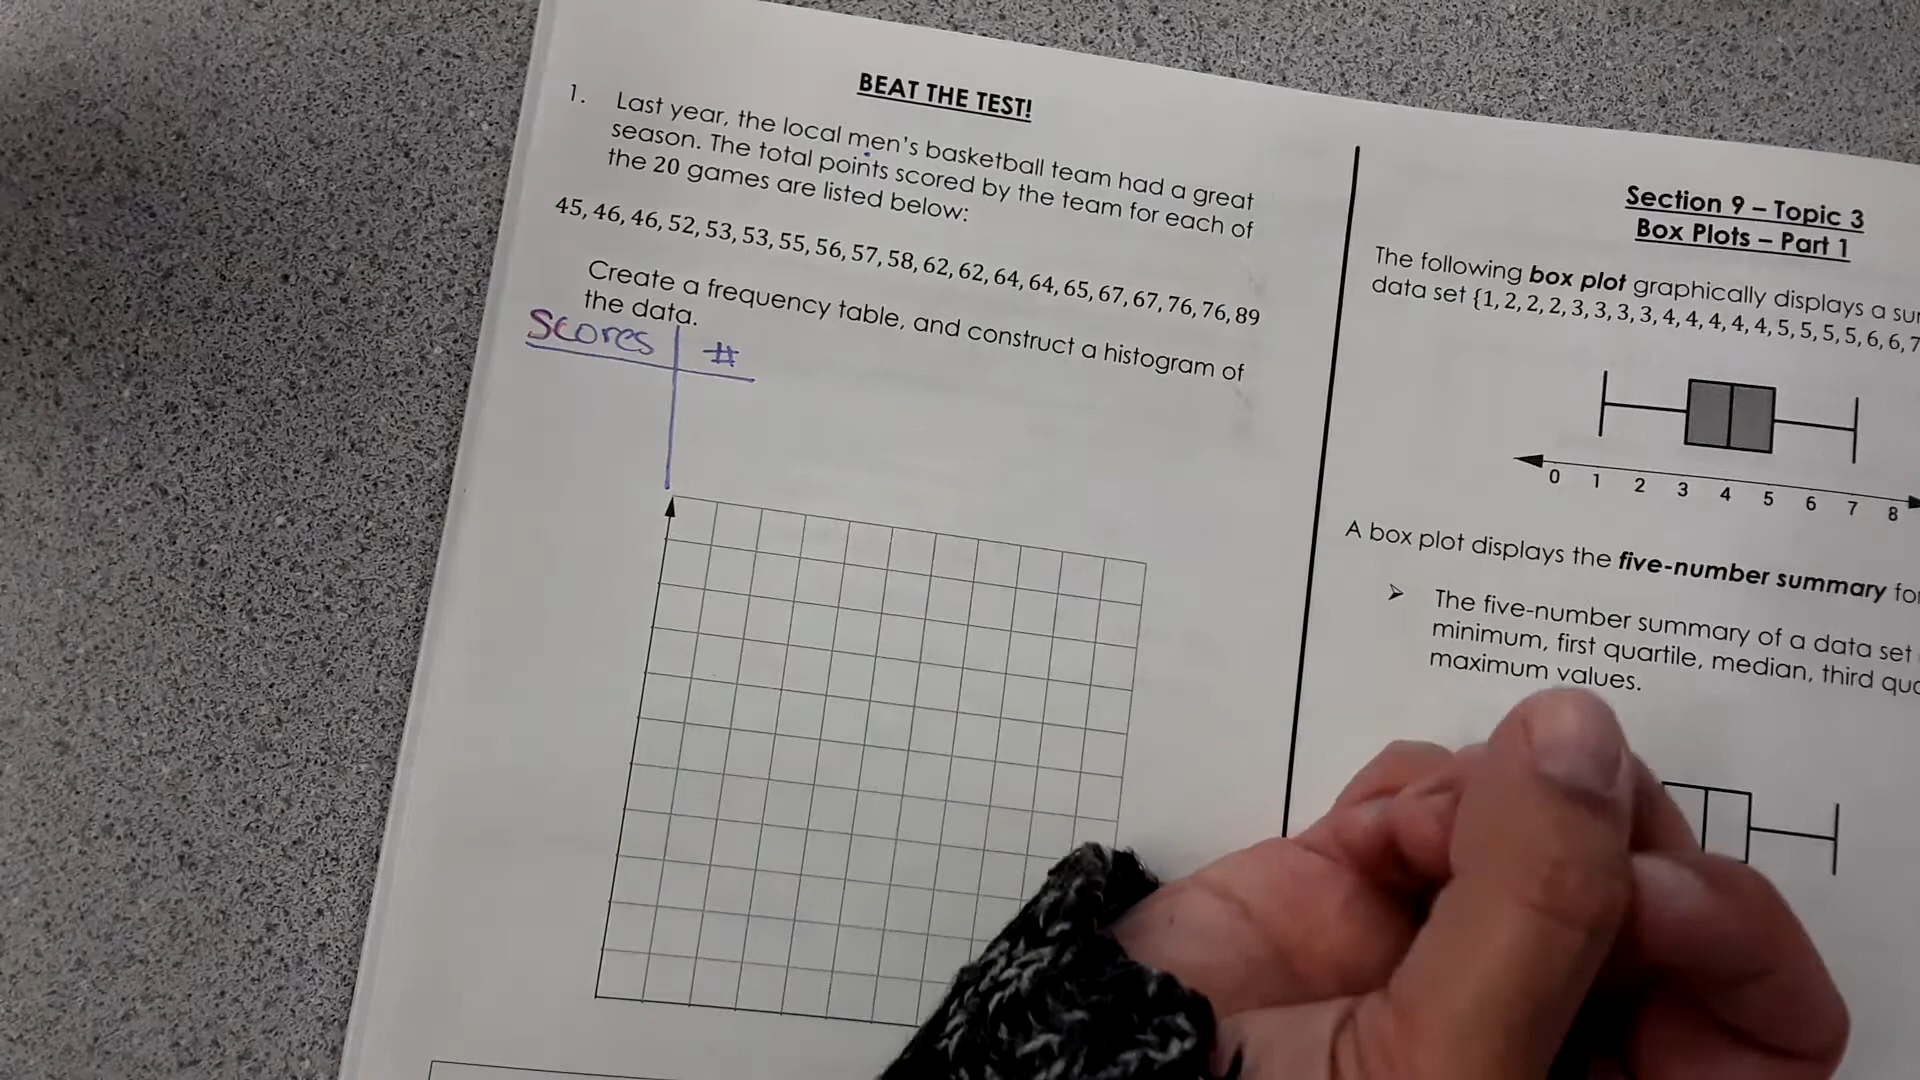 BEAT THE TEST!
1. Last year, the local men's basketball team had a great
season. The total points scored by the team for each of
the 20 games are listed below:
45, 46, 46, 52, 53, 53, 55, 56, 57, 58, 62, 62, 64, 64, 65, 67, 67, 76, 76, 89
Create a frequency table, and construct a histogram of
the data.
Scores #
Section 9 – Topic 3
Box Plots – Part 1
The following box plot graphically displays a
data set {1, 2, 2, 2, 3, 3, 3, 3, 4, 4, 4, 4, 4, 5, 5, 5, 5, 6, 6, 7
0 1 2 3 4 5 6 7 8
A box plot displays the five-number summary
➢ The five-number summary of a data set
minimum, first quartile, median, third
maximum values.